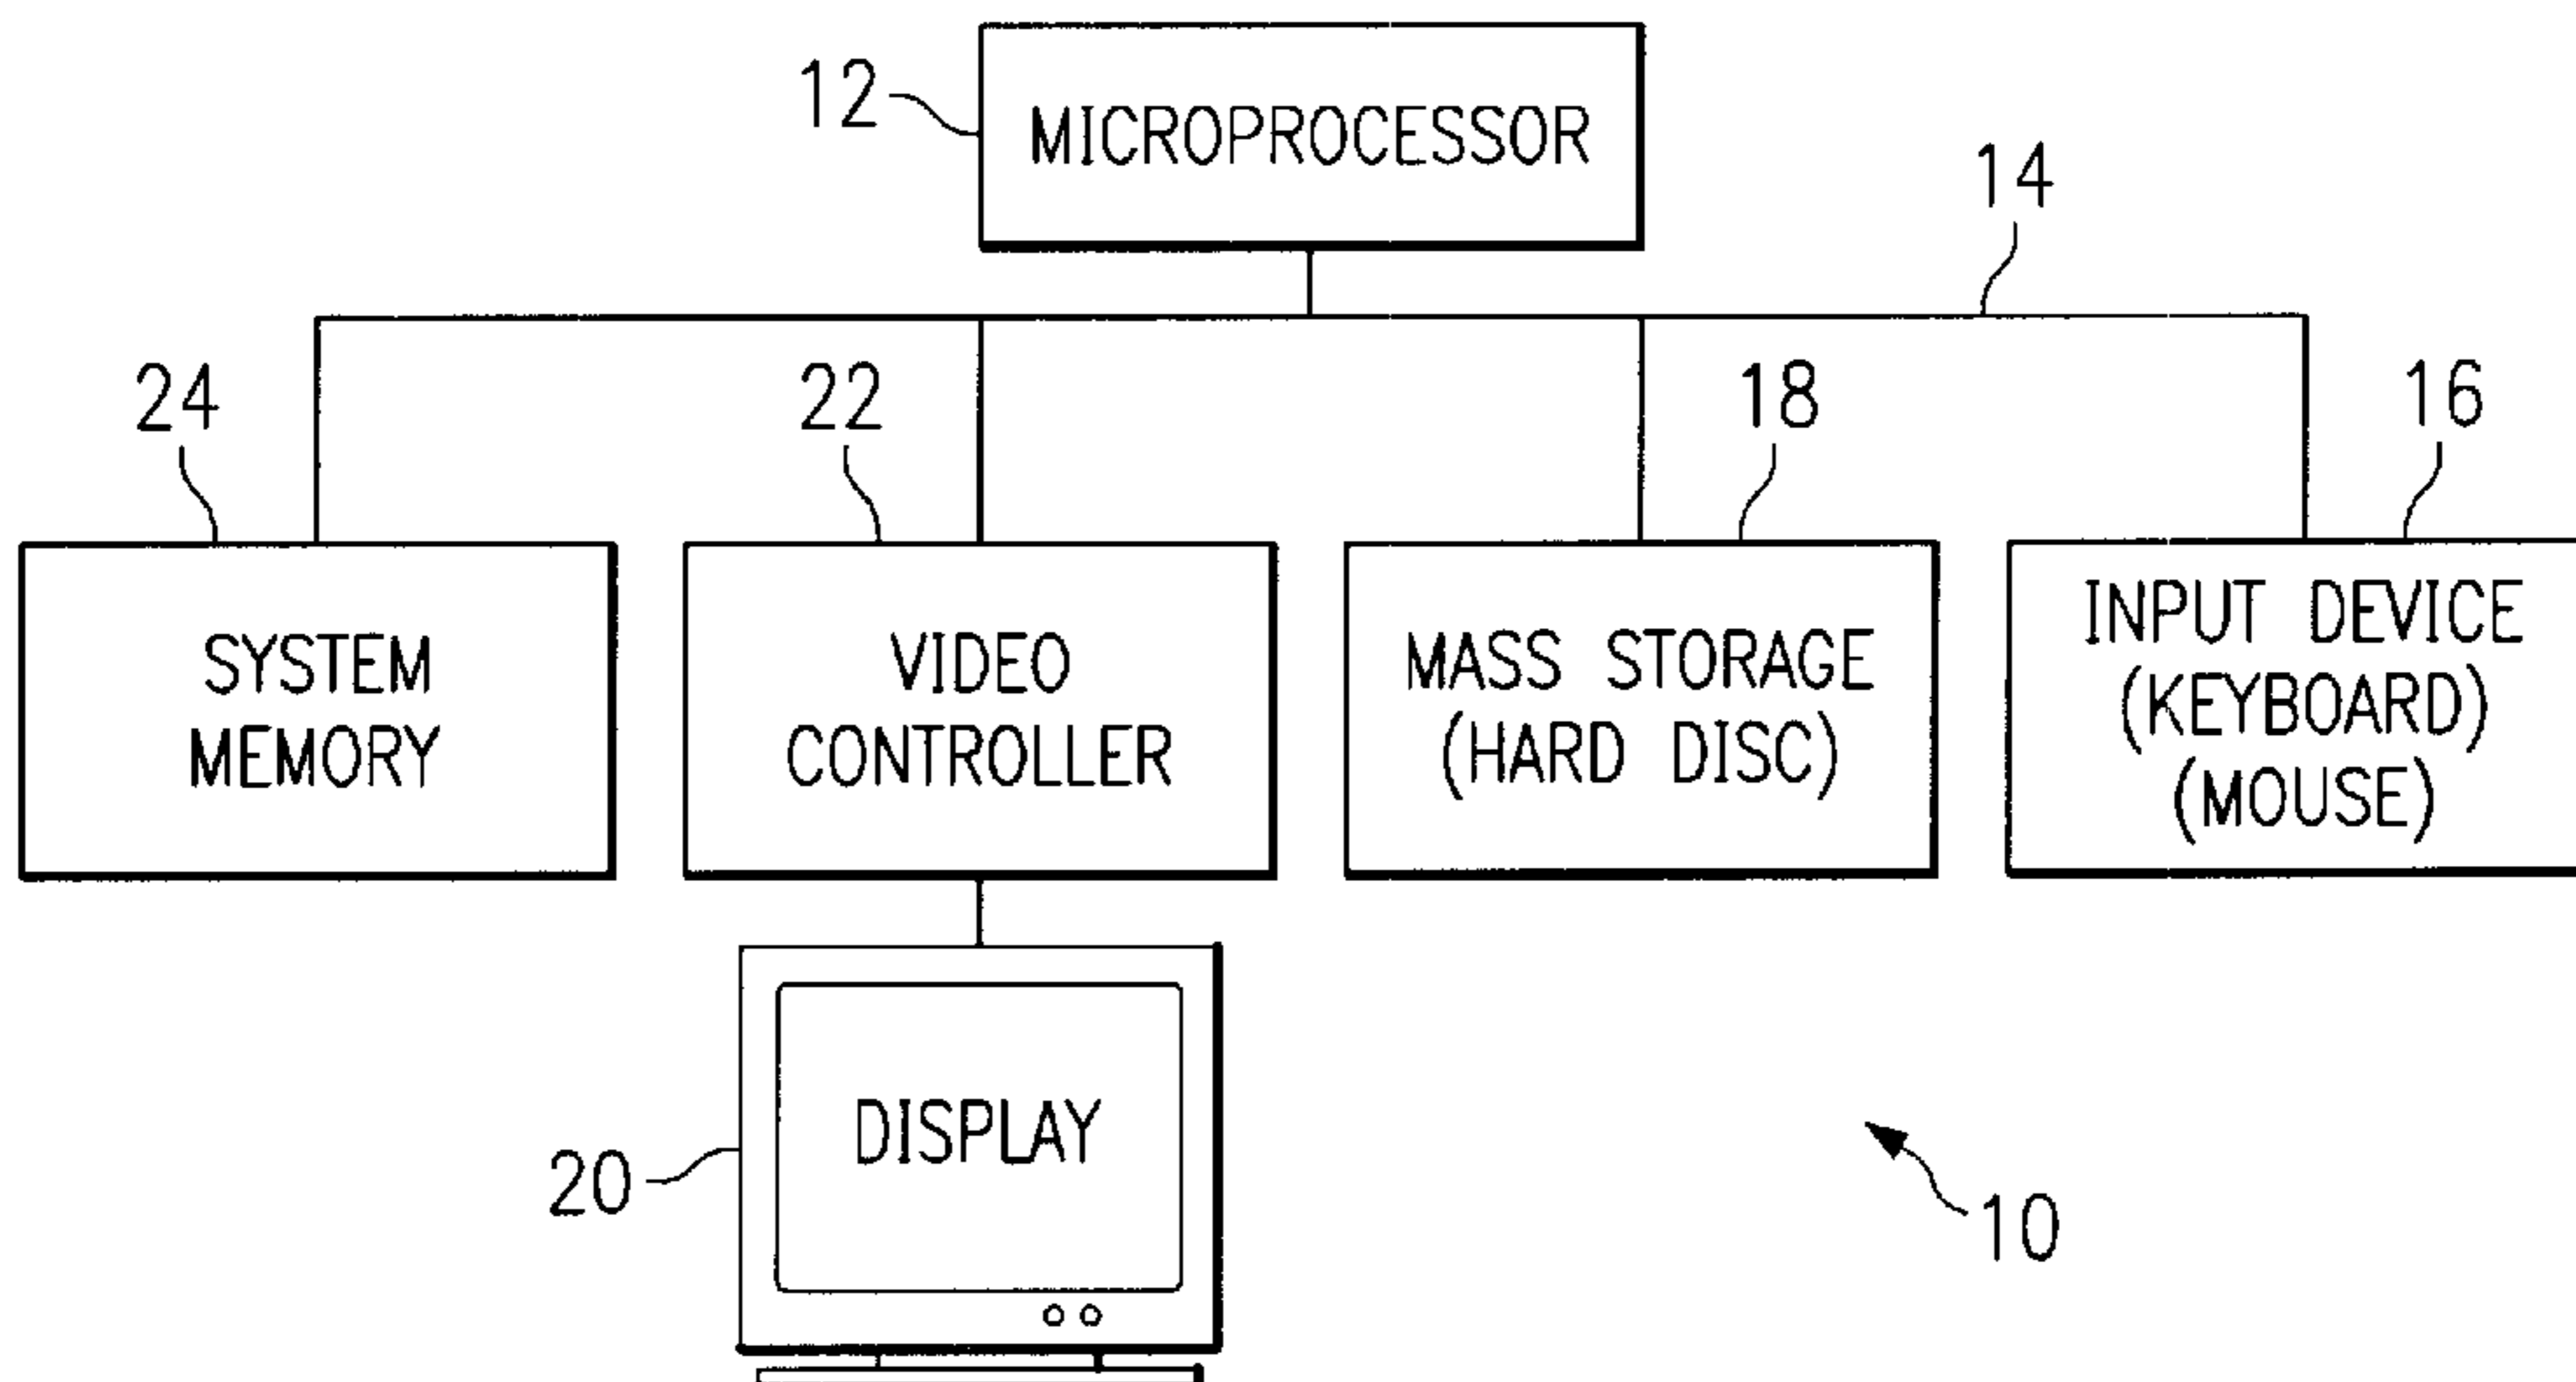 12
MICROPROCESSOR
14
24
22
18
16
SYSTEM
MEMORY
VIDEO
CONTROLLER
MASS STORAGE
(HARD DISC)
INPUT DEVICE
(KEYBOARD)
(MOUSE)
DISPLAY
20
10